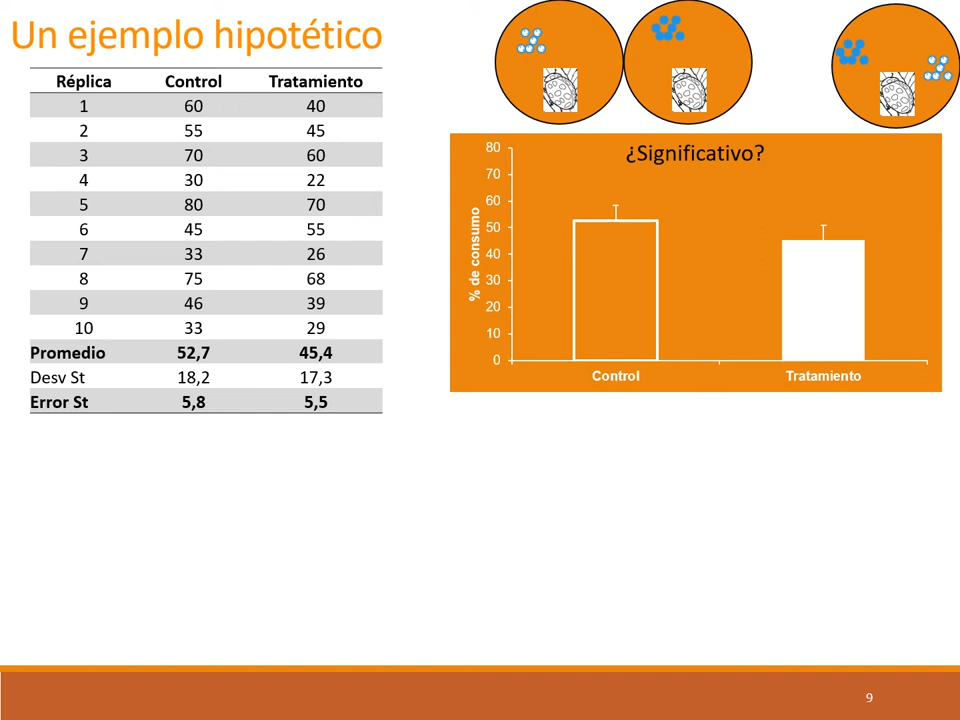 Un ejemplo hipotético
Réplica Control Tratamiento
1 60 40
2 55 45
3 70 60
4 30 22
5 80 70
6 45 55
7 33 26
8 75 68
9 46 39
10 33 29
Promedio 52,7 45,4
Desv St 18,2 17,3
Error St 5,8 5,5
¿Significativo?
% de consumo
80
70
60
50
40
30
20
10
0
Control Tratamiento
9